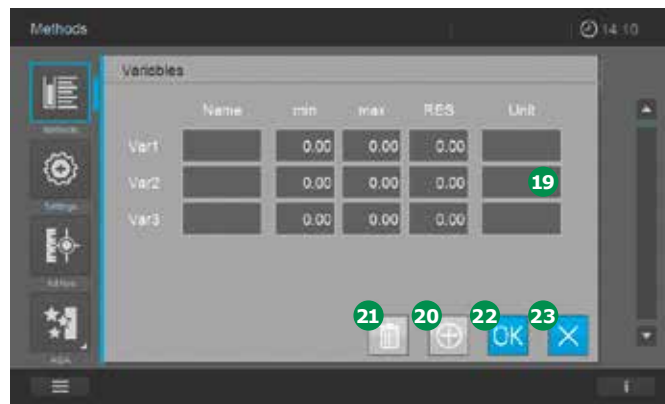 Methods 14:10
Variables
Name min max RES Unit
Var1 0.00 0.00 0.00
Methods
Var2 0.00 0.00 0.00 19
Settings
Var3 0.00 0.00 0.00
21 20 22 23
OK
i